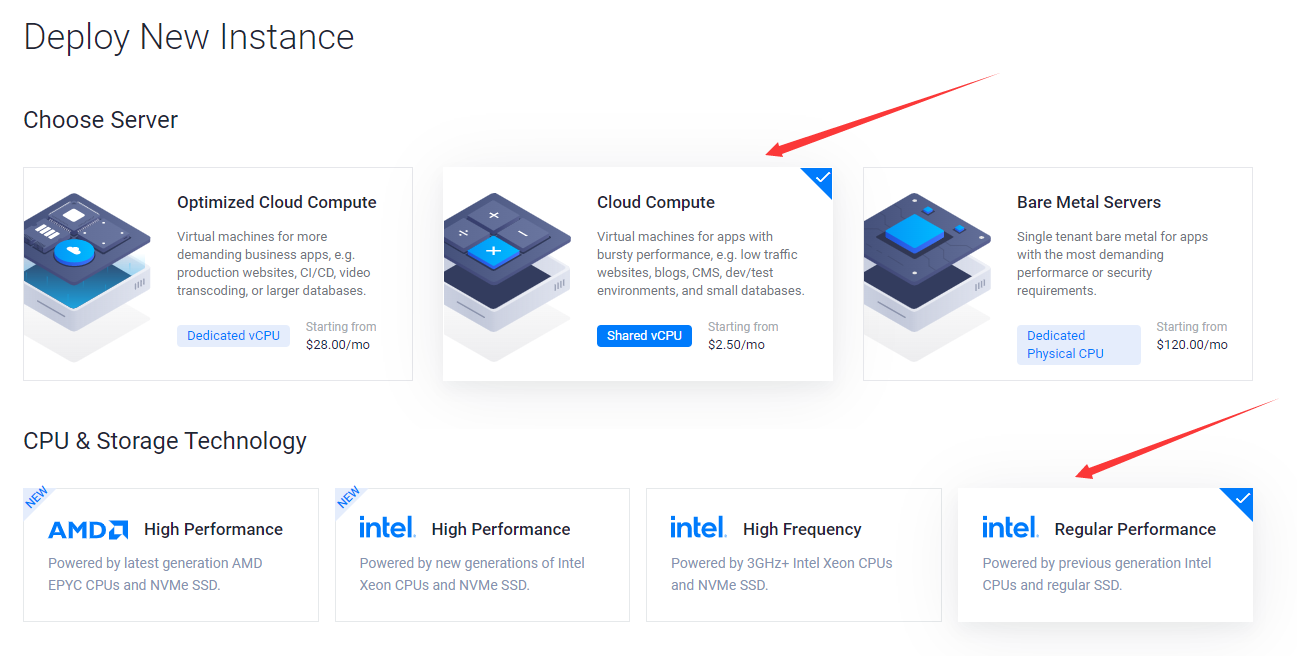 Deploy New Instance
Choose Server
Optimized Cloud Compute
Virtual machines for more
demanding business apps, e.g.
production websites, CI/CD, video
transcoding, or larger databases.
Dedicated vCPU
Starting from
$28.00/mo
Cloud Compute
Virtual machines for apps with
bursty performance, e.g. low traffic
websites, blogs, CMS, dev/test
environments, and small databases.
Shared vCPU
Starting from
$2.50/mo
Bare Metal Servers
Single tenant bare metal for apps
with the most demanding
performance or security
requirements.
Dedicated
Physical CPU
Starting from
$120.00/mo
CPU & Storage Technology
NEW
AMD High Performance
Powered by latest generation AMD
EPYC CPUs and NVMe SSD.
NEW
intel. High Performance
Powered by new generations of Intel
Xeon CPUs and NVMe SSD.
intel. High Frequency
Powered by 3GHz+ Intel Xeon CPUs
and NVMe SSD.
intel. Regular Performance
Powered by previous generation Intel
CPUs and regular SSD.